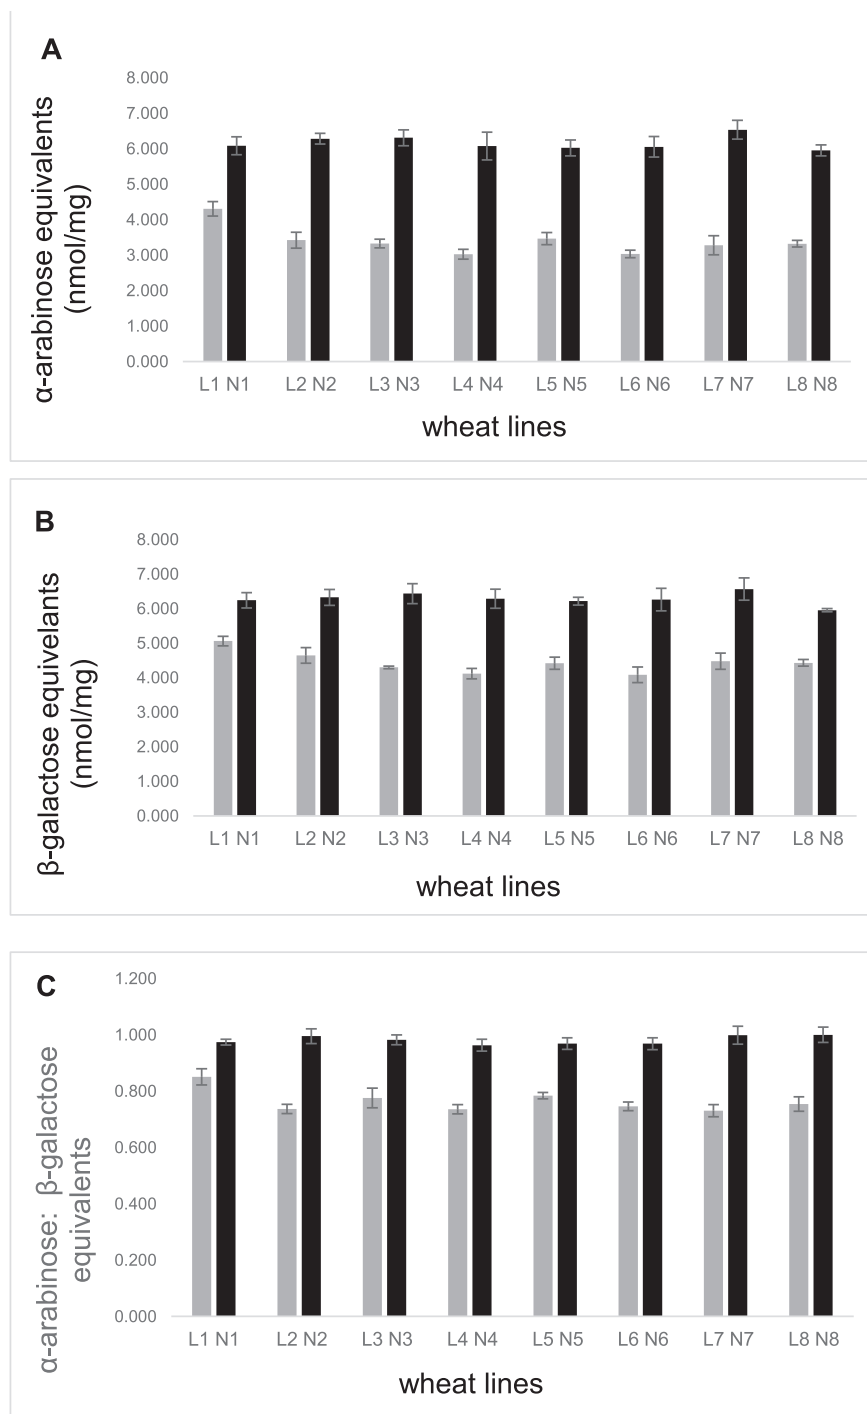 A
α-arabinose equivalents
(nmol/mg)
8.000
7.000
6.000
5.000
4.000
3.000
2.000
1.000
0.000
L1 N1 L2 N2 L3 N3 L4 N4 L5 N5 L6 N6 L7 N7 L8 N8
wheat lines
B
β-galactose equivelants
(nmol/mg)
8.000
7.000
6.000
5.000
4.000
3.000
2.000
1.000
0.000
L1 N1 L2 N2 L3 N3 L4 N4 L5 N5 L6 N6 L7 N7 L8 N8
wheat lines
C
α-arabinose: β-galactose
equivalents
1.200
1.000
0.800
0.600
0.400
0.200
0.000
L1 N1 L2 N2 L3 N3 L4 N4 L5 N5 L6 N6 L7 N7 L8 N8
wheat lines